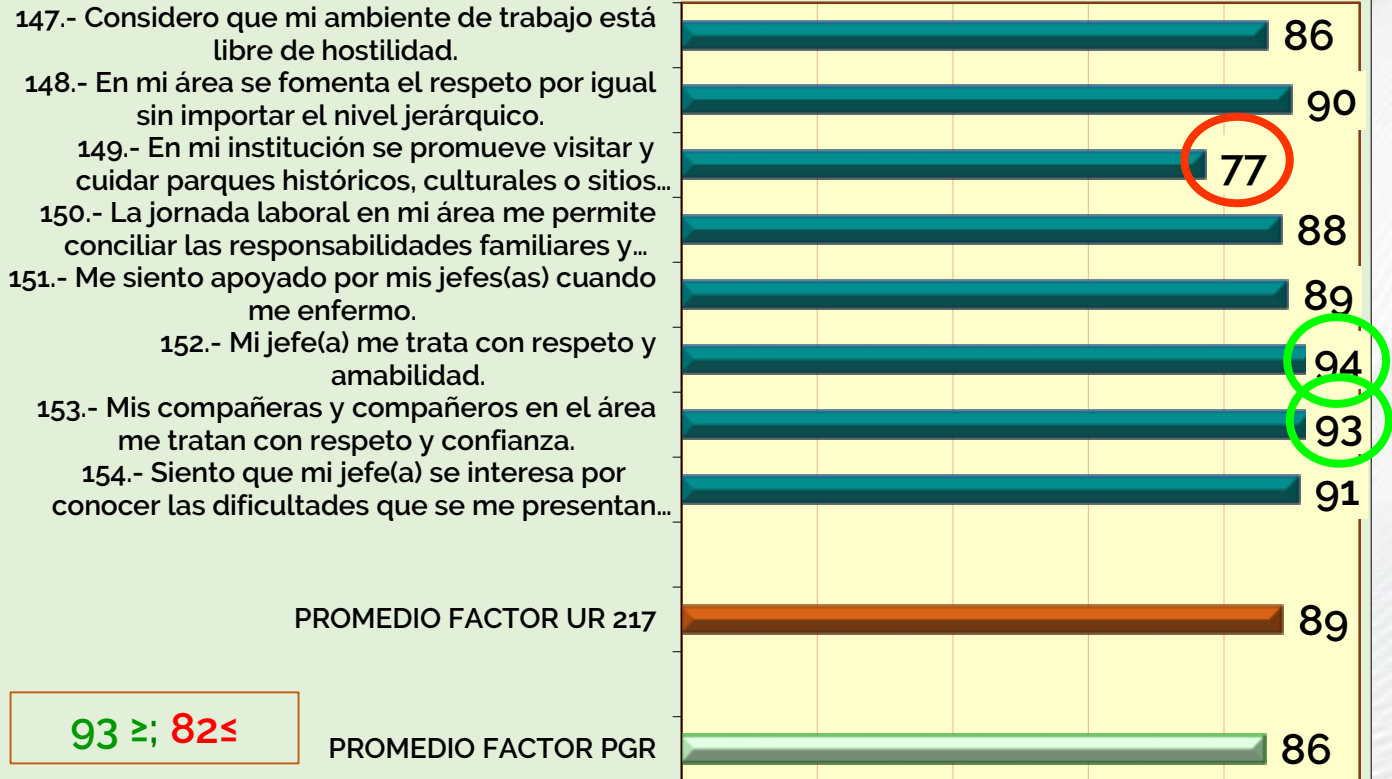 147.- Considero que mi ambiente de trabajo está
libre de hostilidad.
86
148.- En mi área se fomenta el respeto por igual
sin importar el nivel jerárquico.
90
149.- En mi institución se promueve visitar y
cuidar parques históricos, culturales o sitios...
77
150.- La jornada laboral en mi área me permite
conciliar las responsabilidades familiares y...
88
151.- Me siento apoyado por mis jefes(as) cuando
me enfermo.
89
152.- Mi jefe(a) me trata con respeto y
amabilidad.
94
153.- Mis compañeras y compañeros en el área
me tratan con respeto y confianza.
93
154.- Siento que mi jefe(a) se interesa por
conocer las dificultades que se me presentan...
91
PROMEDIO FACTOR UR 217
89
93 ≥; 82≤
PROMEDIO FACTOR PGR
86